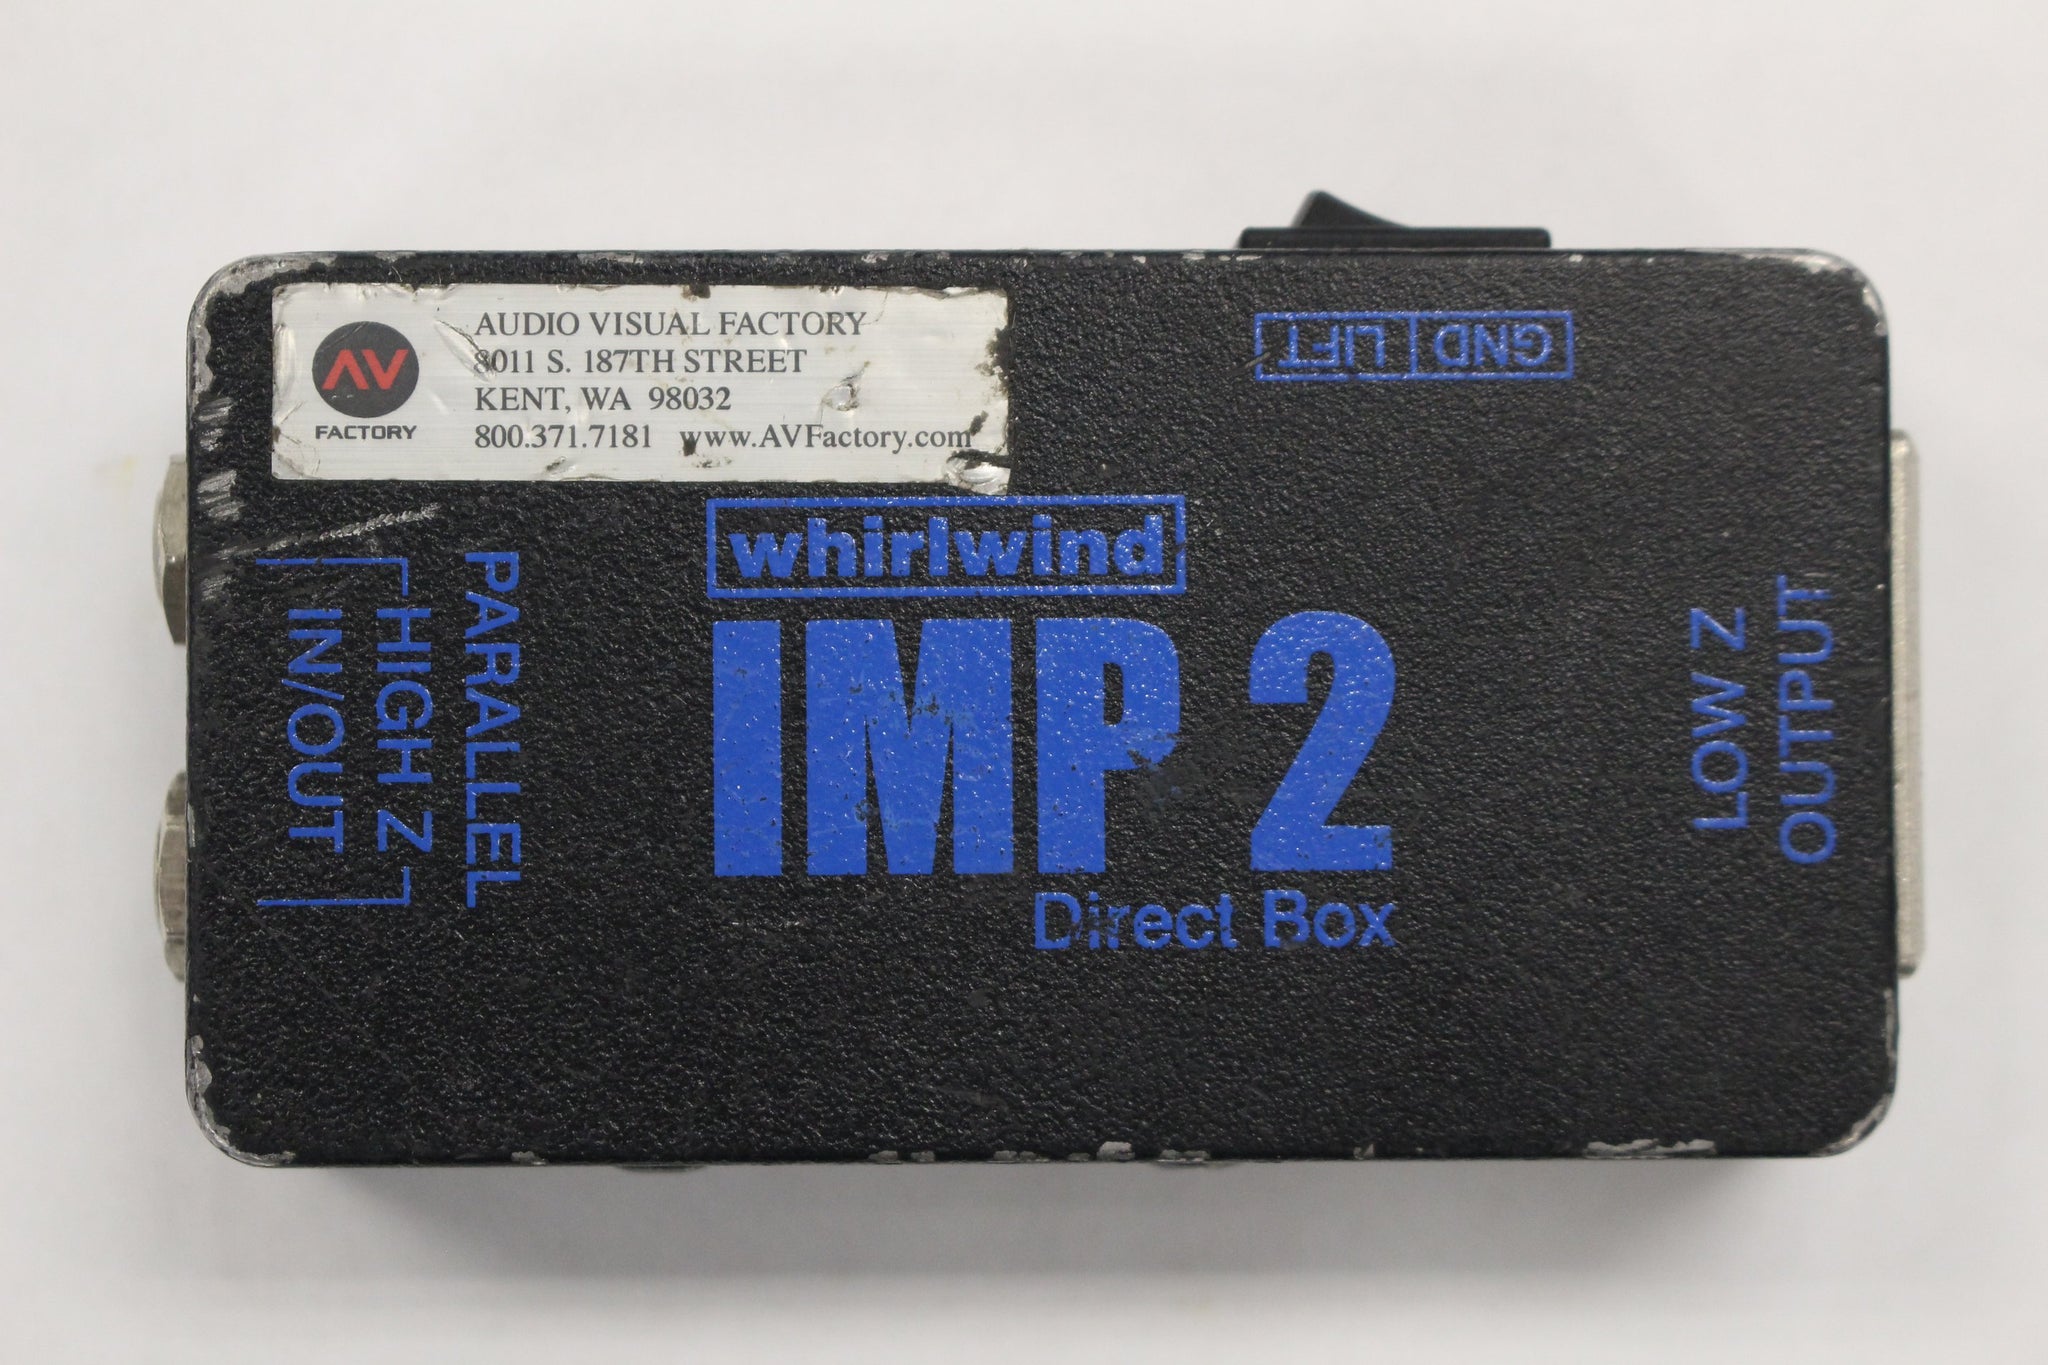 AV
FACTORY
AUDIO VISUAL FACTORY
8011 S. 187TH STREET
KENT, WA 98032
800.371.7181 www.AVFactory.com
GND LIFT
whirlwind
IMP 2
Direct Box
PARALLEL
HIGH Z
IN/OUT
LOW Z
OUTPUT